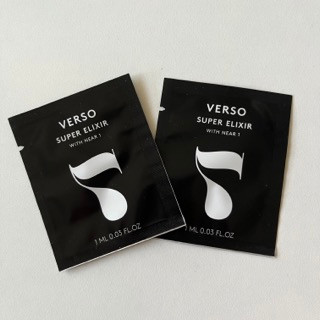 VERSO
SUPER ELIXIR
WITH NEAR 1
7
1 ML 0.03 FL.OZ
VERSO
SUPER ELIXIR
WITH NEAR 1
7
1 ML 0.03 FL.OZ